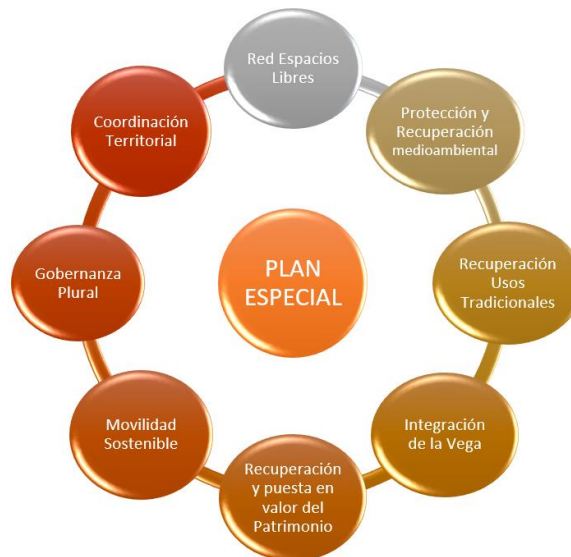 Red Espacios
Libres
Protección y
Recuperación
medioambiental
Recuperación
Usos
Tradicionales
Integración
de la Vega
Recuperación
y puesta en
valor del
Patrimonio
Movilidad
Sostenible
Gobernanza
Plural
Coordinación
Territorial
PLAN
ESPECIAL